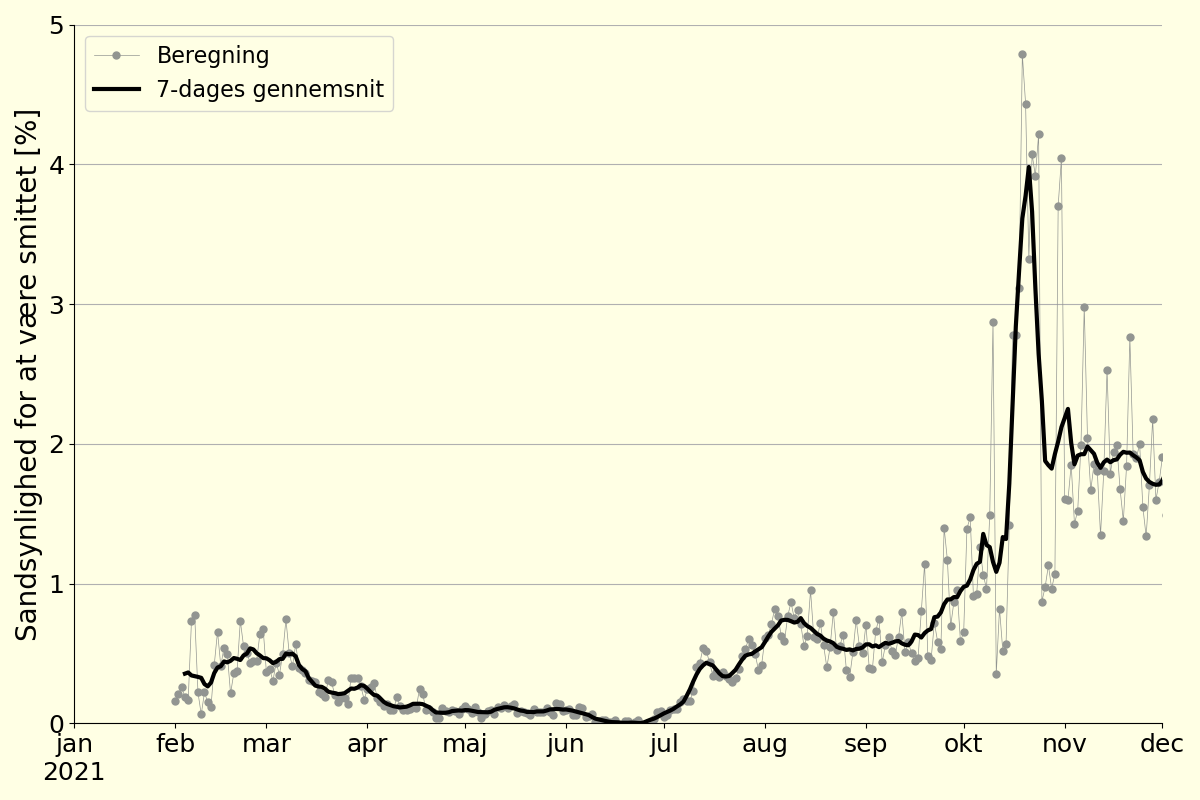 Sandsynlighed for at være smittet [%]
5
4
3
2
1
0
Beregning
7-dages gennemsnit
jan feb mar apr maj jun jul aug sep okt nov dec
2021